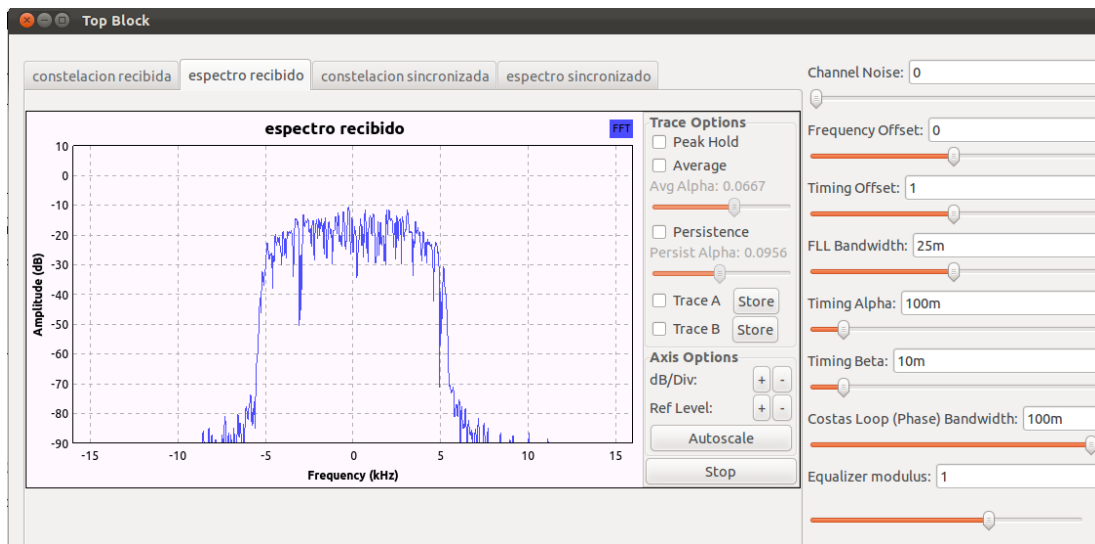 Top Block
constelacion recibida
espectro recibido
constelacion sincronizada
espectro sincronizado
espectro recibido
FFT
10
0
-10
-20
-30
-40
-50
-60
-70
-80
-90
Amplitude (dB)
-15
-10
-5
0
5
10
15
Frequency (kHz)
Trace Options
Peak Hold
Average
Avg Alpha: 0.0667
Persistence
Persist Alpha: 0.0956
Trace A Store
Trace B Store
Axis Options
dB/Div: + -
Ref Level: + -
Autoscale
Stop
Channel Noise: 0
Frequency Offset: 0
Timing Offset: 1
FLL Bandwidth: 25m
Timing Alpha: 100m
Timing Beta: 10m
Costas Loop (Phase) Bandwidth: 100m
Equalizer modulus: 1